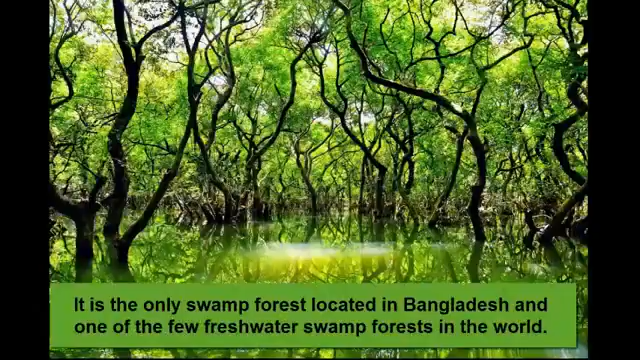 It is the only swamp forest located in Bangladesh and
one of the few freshwater swamp forests in the world.